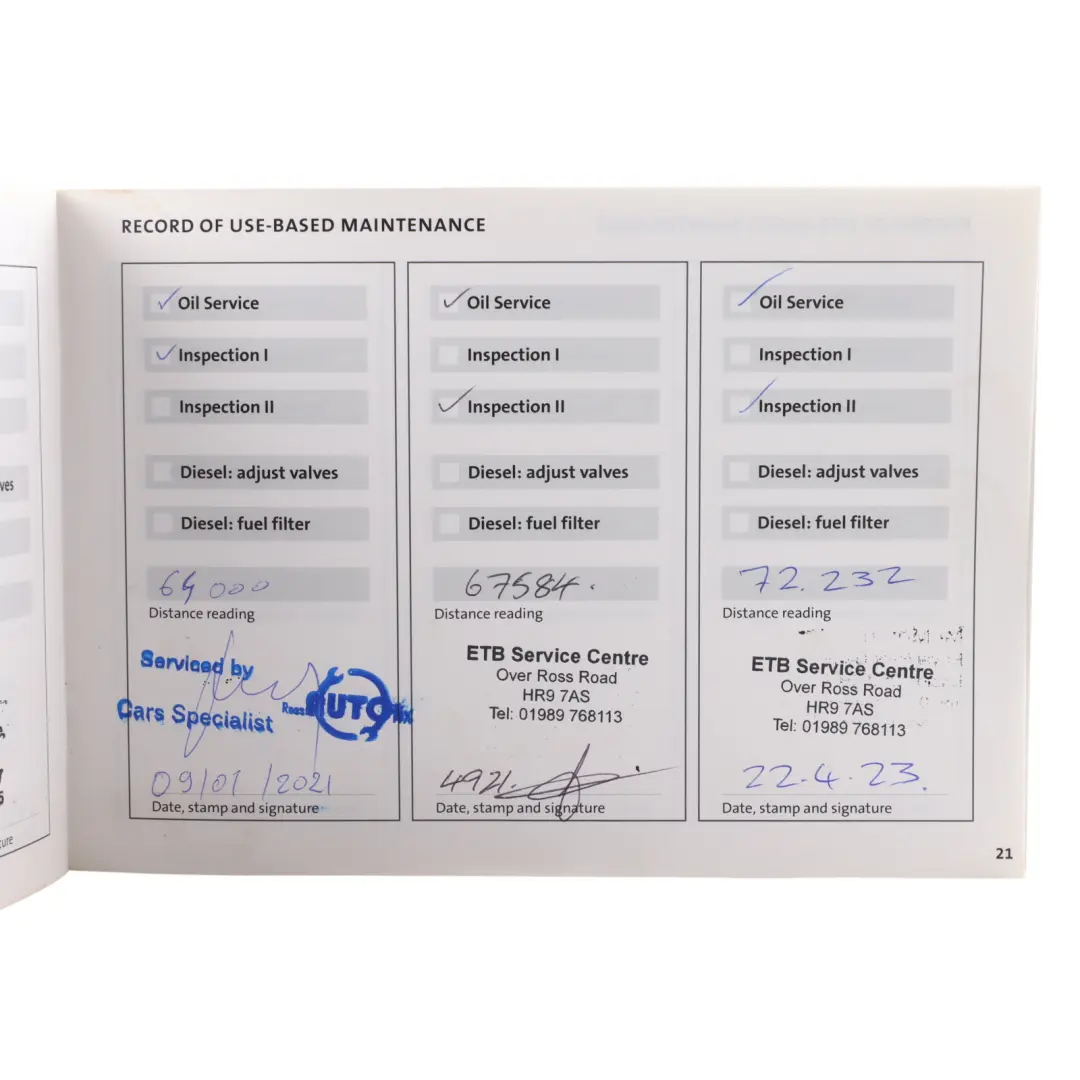 RECORD OF USE-BASED MAINTENANCE
Oil Service
Inspection I
Inspection II
Diesel: adjust valves
Diesel: fuel filter
64 000
Distance reading
Serviced by
Cars Specialist
Ross
09/01/2021
Date, stamp and signature
Oil Service
Inspection I
Inspection II
Diesel: adjust valves
Diesel: fuel filter
67584.
Distance reading
ETB Service Centre
Over Ross Road
HR9 7AS
Tel: 01989 768113
4921.
Date, stamp and signature
Oil Service
Inspection I
Inspection II
Diesel: adjust valves
Diesel: fuel filter
72.232
Distance reading
ETB Service Centre
Over Ross Road
HR9 7AS
Tel: 01989 768113
22.4.23.
Date, stamp and signature
21